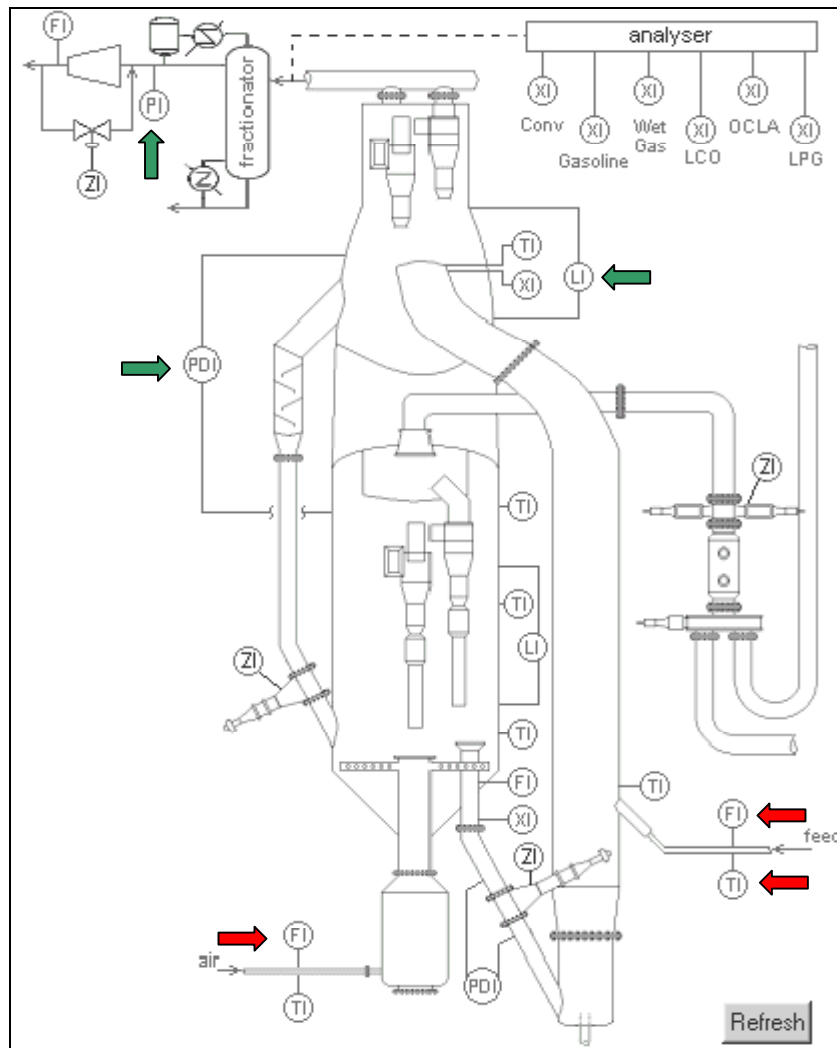 FI
analyser
PI
fractionator
ZI
XI
XI
XI
XI
XI
XI
Conv
Gasoline
Wet
Gas
LCO
OCLA
LPG
TI
XI
LI
PDI
ZI
TI
TI
LI
ZI
TI
FI
XI
TI
FI
feed
TI
ZI
FI
air
TI
PDI
Refresh